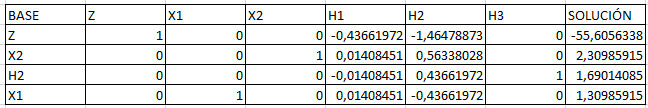 BASE Z X1 X2 H1 H2 H3 SOLUCIÓN
Z 1 0 0 -0,43661972 -1,46478873 0 -55,6056338
X2 0 0 1 0,01408451 0,56338028 0 2,30985915
H2 0 0 0 -0,01408451 0,43661972 1 1,69014085
X1 0 1 0 0,01408451 -0,43661972 0 1,30985915